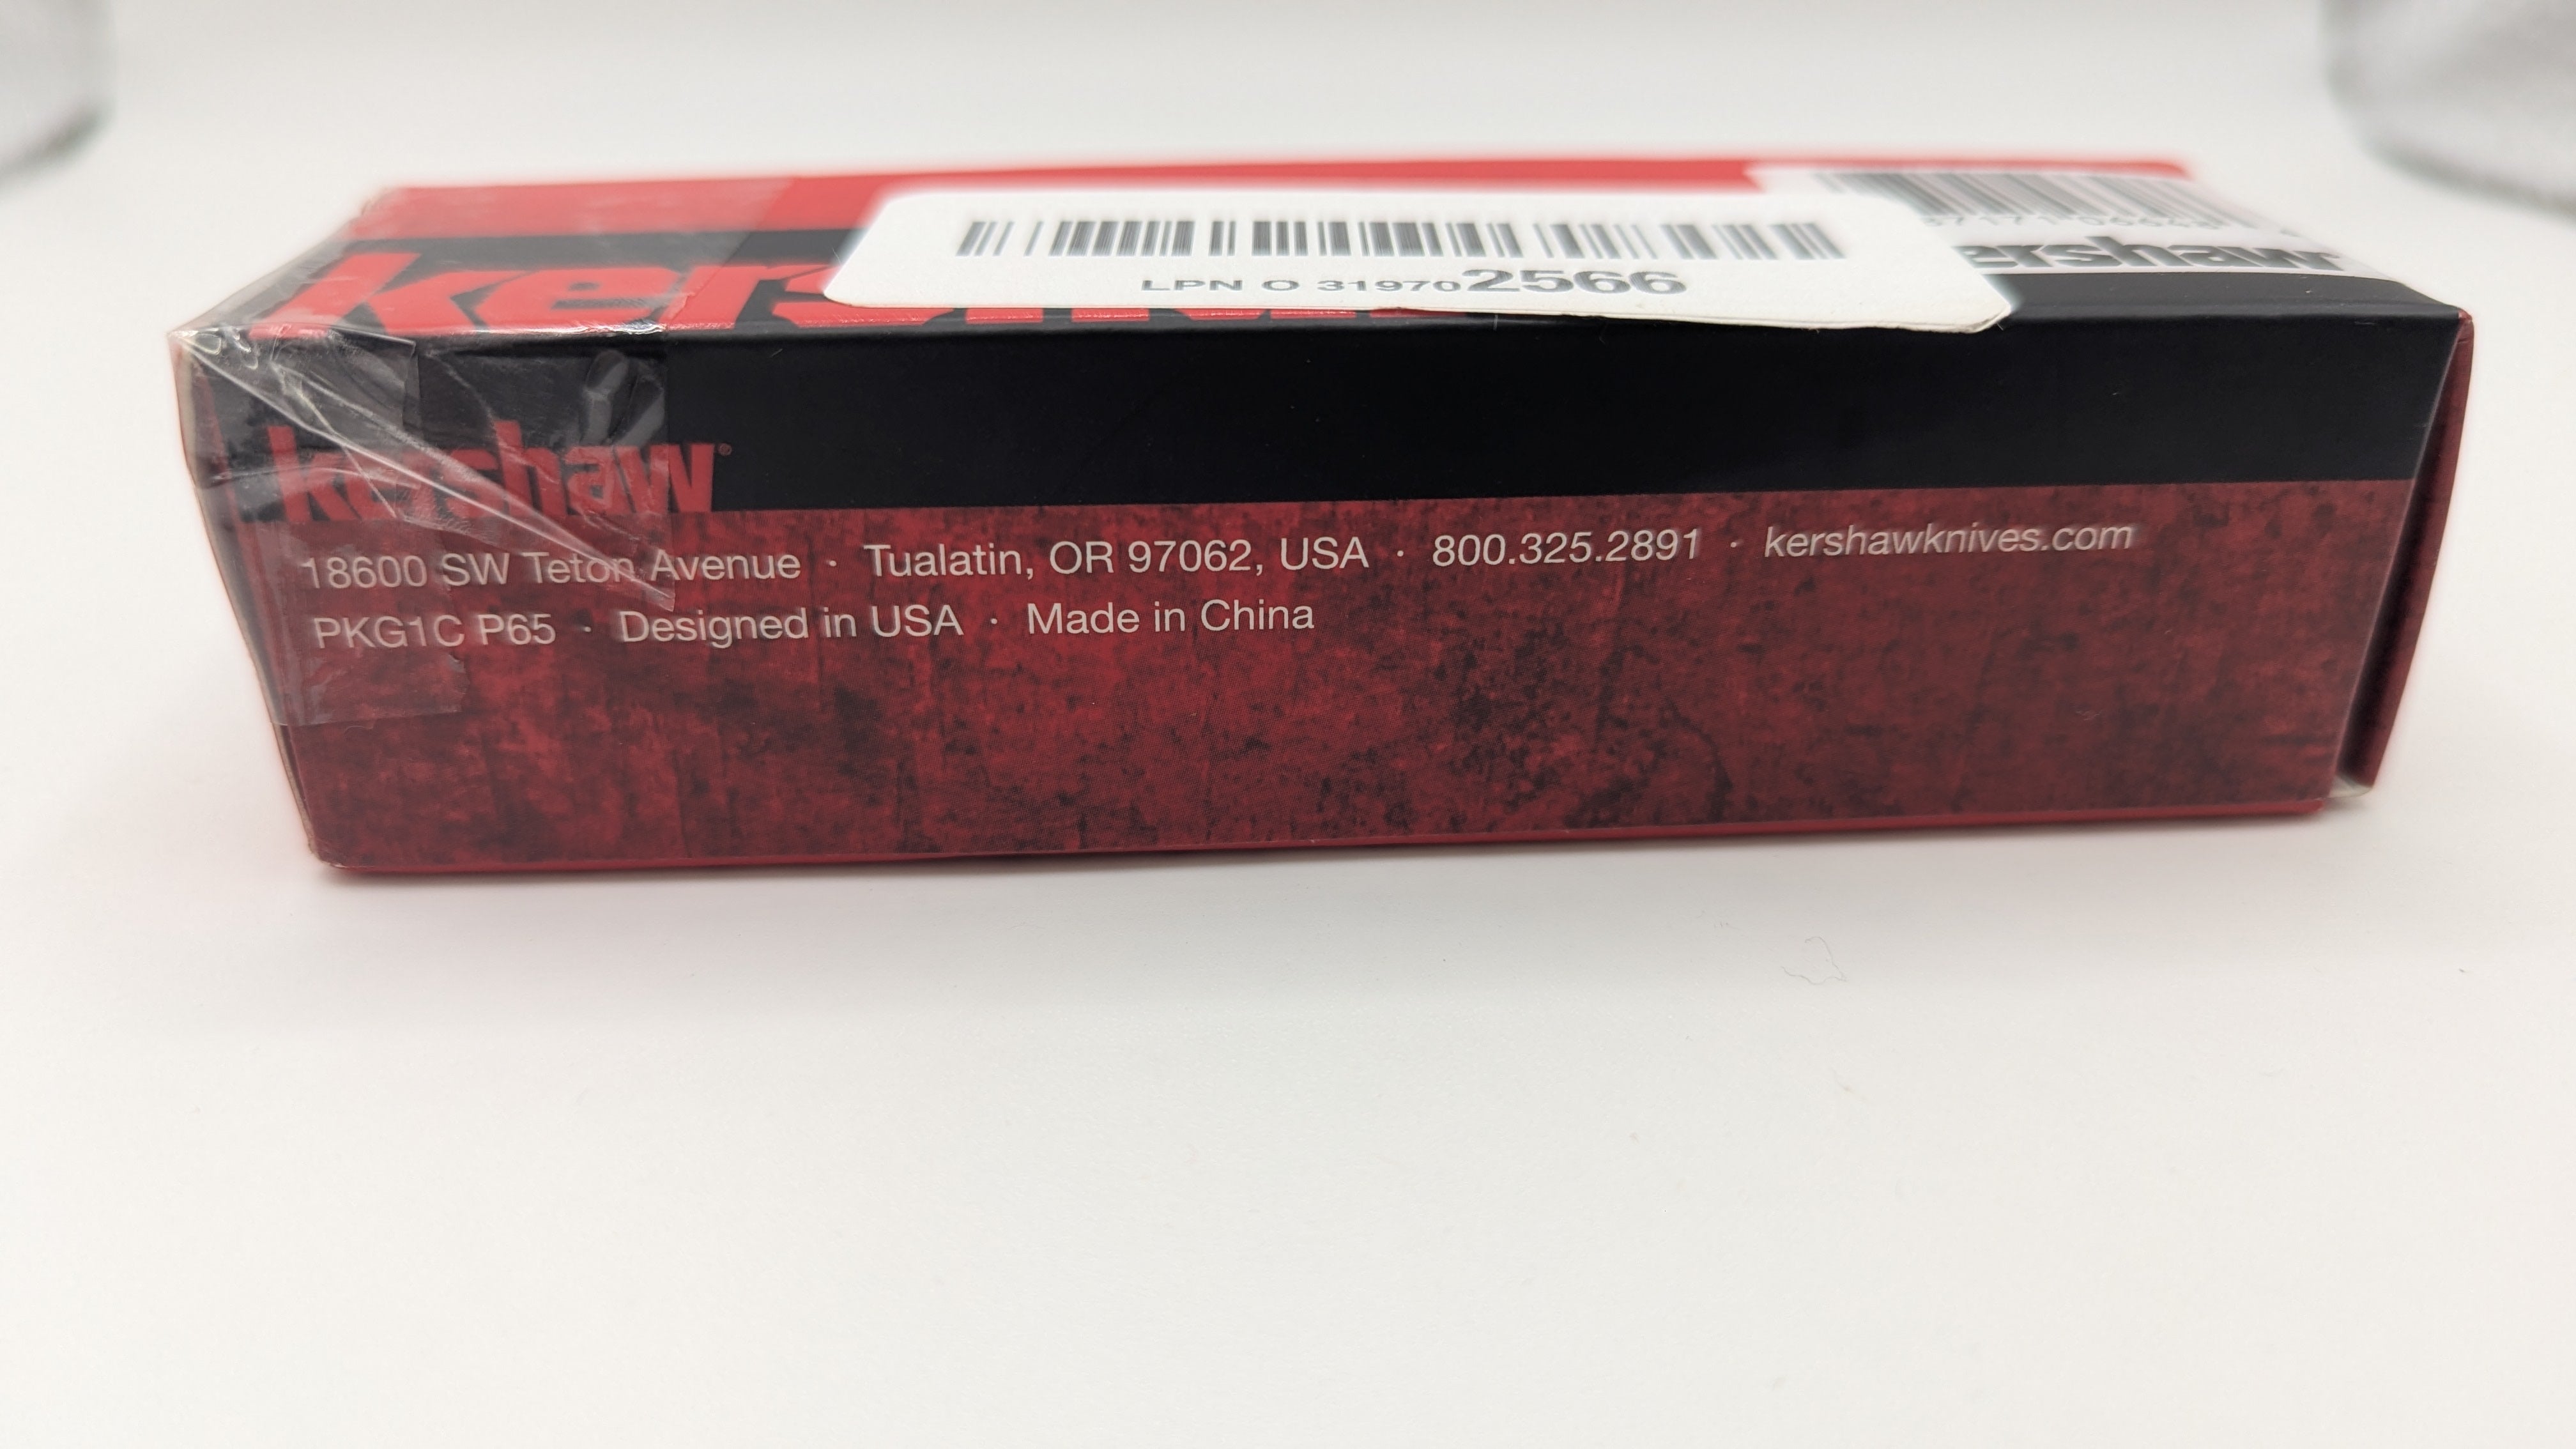 LPN O 319702566
kershaw®
18600 SW Teton Avenue · Tualatin, OR 97062, USA · 800.325.2891 · kershawknives.com
PKG1C P65 · Designed in USA · Made in China